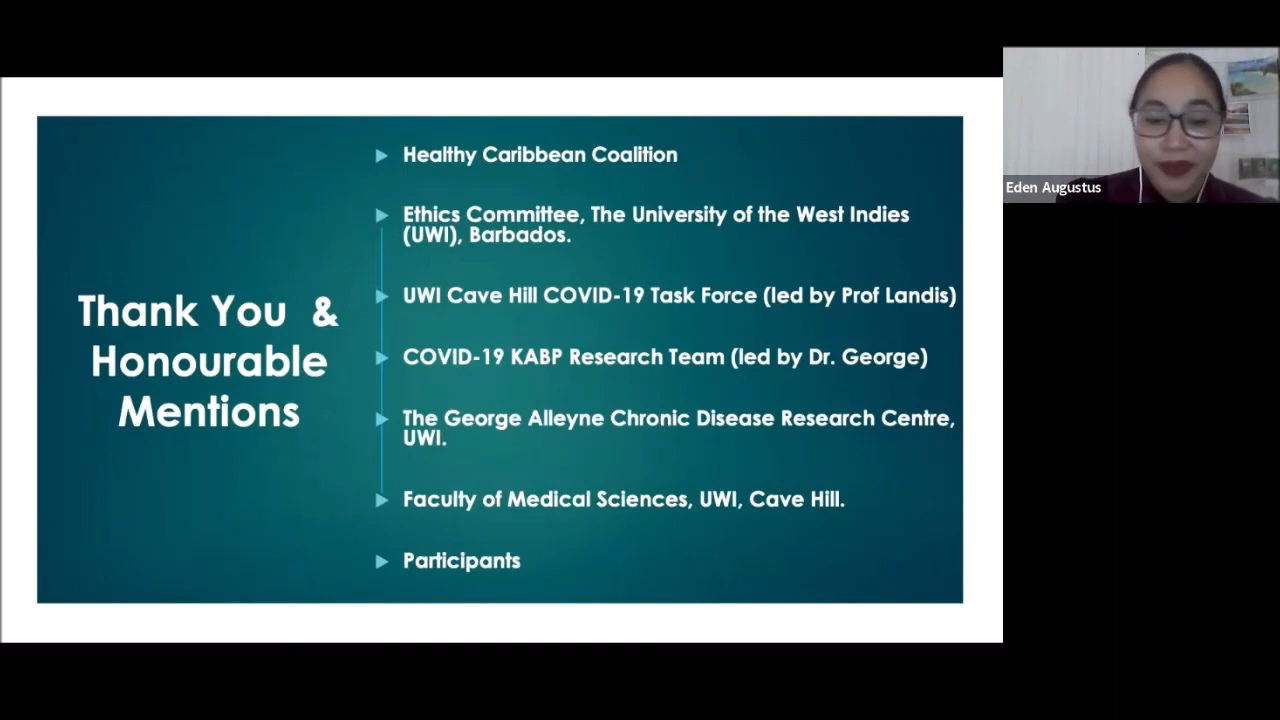 Thank You & 
Honourable
Mentions
Healthy Caribbean Coalition
Ethics Committee, The University of the West Indies
(UWI), Barbados.
UWI Cave Hill COVID-19 Task Force (led by Prof Landis)
COVID-19 KABP Research Team (led by Dr. George)
The George Alleyne Chronic Disease Research Centre,
UWI.
Faculty of Medical Sciences, UWI, Cave Hill.
Participants
Eden Augustus